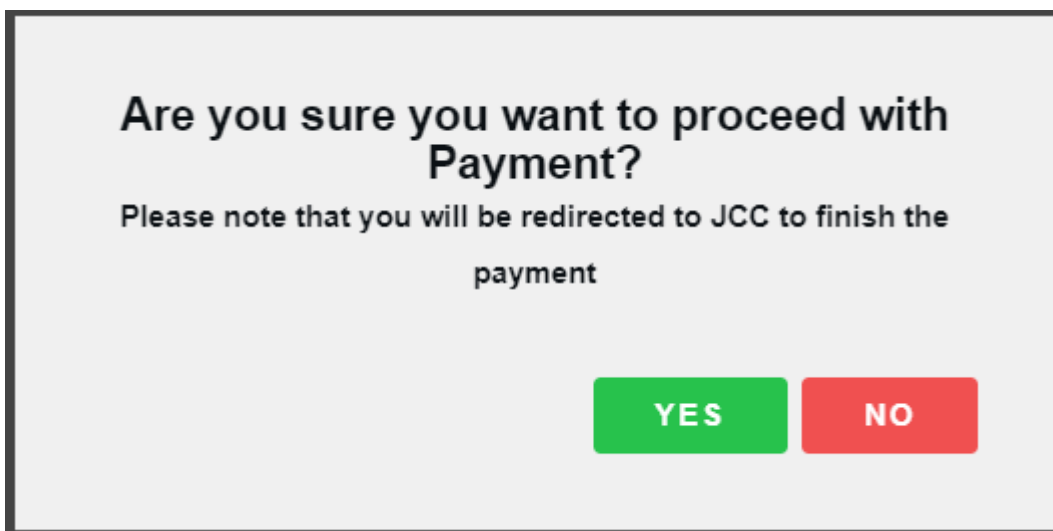 Are you sure you want to proceed with
Payment?
Please note that you will be redirected to JCC to finish the
payment
YES NO